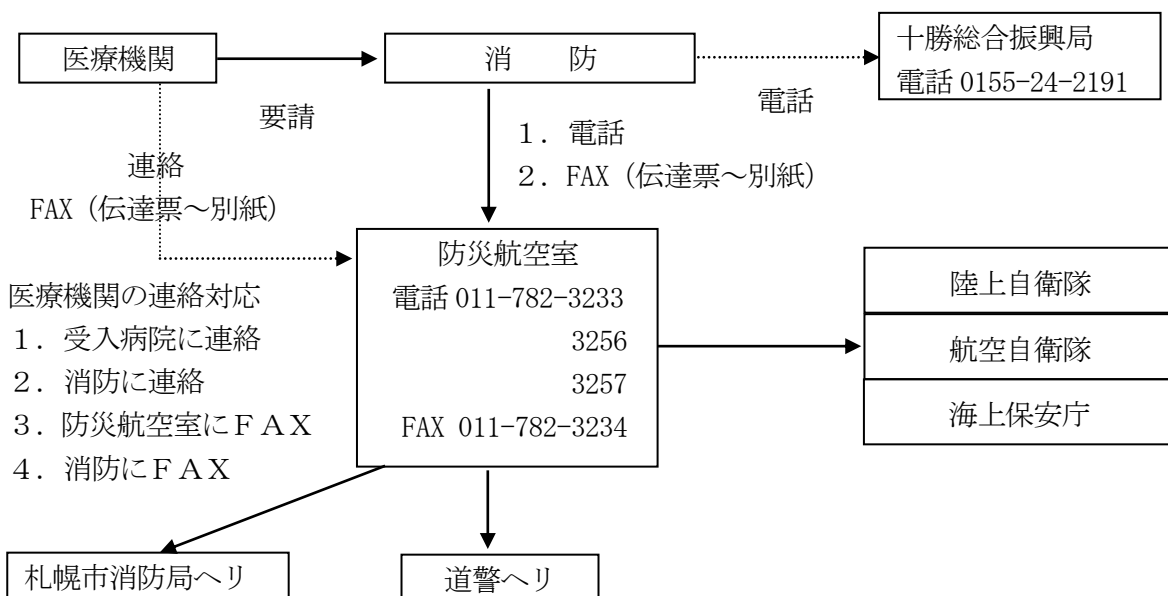 医療機関
消　　防
十勝総合振興局
電話 0155-24-2191
要請
電話
１．電話
２．FAX（伝達票～別紙）
連絡
FAX（伝達票～別紙）
防災航空室
電話 011-782-3233
3256
3257
FAX 011-782-3234
医療機関の連絡対応
１．受入病院に連絡
２．消防に連絡
３．防災航空室にＦＡＸ
４．消防にＦＡＸ
陸上自衛隊
航空自衛隊
海上保安庁
札幌市消防局ヘリ
道警ヘリ